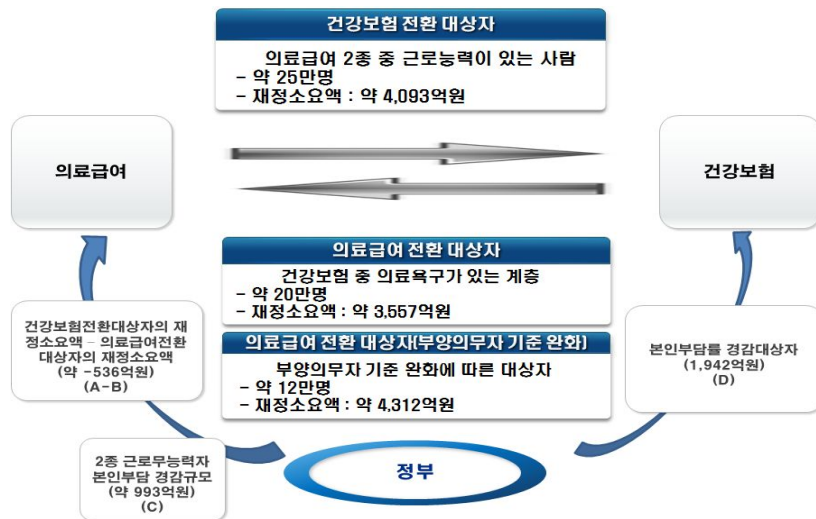 건강보험 전환 대상자
의료급여 2종 중 근로능력이 있는 사람
- 약 25만명
- 재정소요액 : 약 4,093억원
의료급여
건강보험
의료급여 전환 대상자
건강보험 중 의료욕구가 있는 계층
- 약 20만명
- 재정소요액 : 약 3,557억원
의료급여 전환 대상자(부양의무자 기준 완화)
부양의무자 기준 완화에 따른 대상자
- 약 12만명
- 재정소요액 : 약 4,312억원
건강보험전환대상자의 재
정소요액 – 의료급여전환
대상자의 재정소요액
(약 -536억원)
(A-B)
본인부담률 경감대상자
(1,942억원)
(D)
2종 근로무능력자
본인부담 경감규모
(약 993억원)
(C)
정부